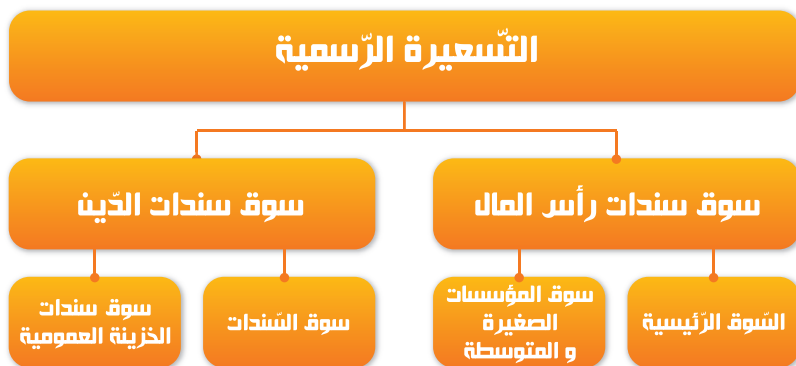 التّسعيرة الرّسمية
سوق سندات رأس المال
سوق سندات الدّين
السّوق الرّئيسية
سوق المؤسسات
الصغيرة
و المتوسطة
سوق السّندات
سوق سندات
الخزينة العمومية